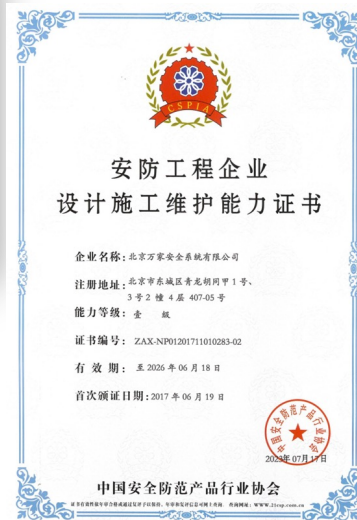 CSPIA
安防工程企业
设计施工维护能力证书
企业名称：北京万家安全系统有限公司
注册地址：北京市东城区青龙胡同甲1号、
3号2幢4层407-05号
能力等级：壹 级
证书编号：ZAX-NP01201711010283-02
有效期：至2026年06月18日
首次颁证日期：2017年06月19日
中国安全防范产品行业协会
2023年07月17日
中国安全防范产品行业协会